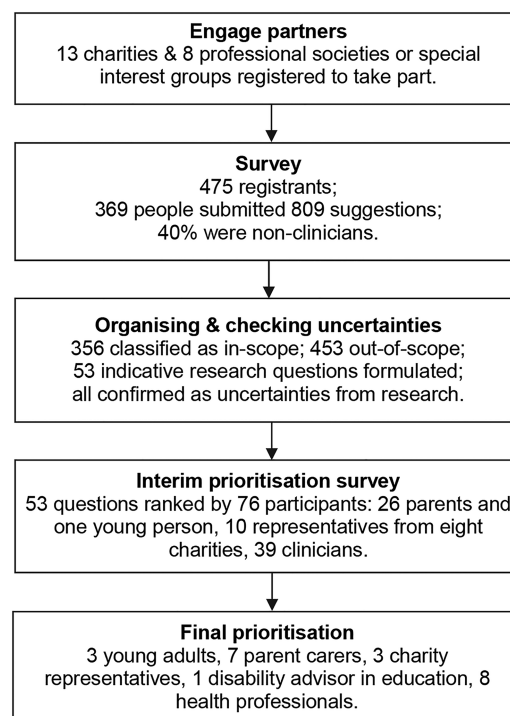 Engage partners
13 charities & 8 professional societies or special
interest groups registered to take part.
Survey
475 registrants;
369 people submitted 809 suggestions;
40% were non-clinicians.
Organising & checking uncertainties
356 classified as in-scope; 453 out-of-scope;
53 indicative research questions formulated;
all confirmed as uncertainties from research.
Interim prioritisation survey
53 questions ranked by 76 participants: 26 parents and
one young person, 10 representatives from eight
charities, 39 clinicians.
Final prioritisation
3 young adults, 7 parent carers, 3 charity
representatives, 1 disability advisor in education, 8
health professionals.